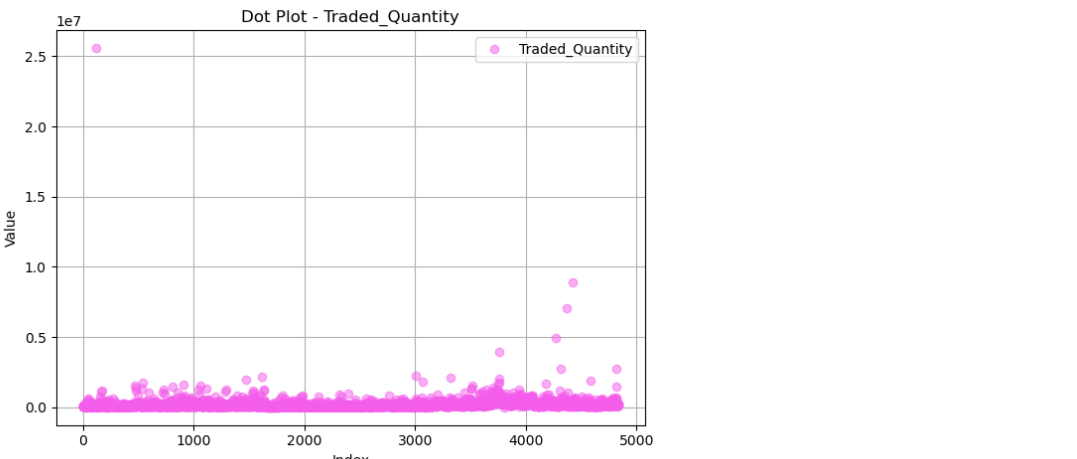 Dot Plot - Traded_Quantity
1e7
Traded_Quantity
2.5
2.0
1.5
1.0
0.5
0.0
Value
0 1000 2000 3000 4000 5000
Index